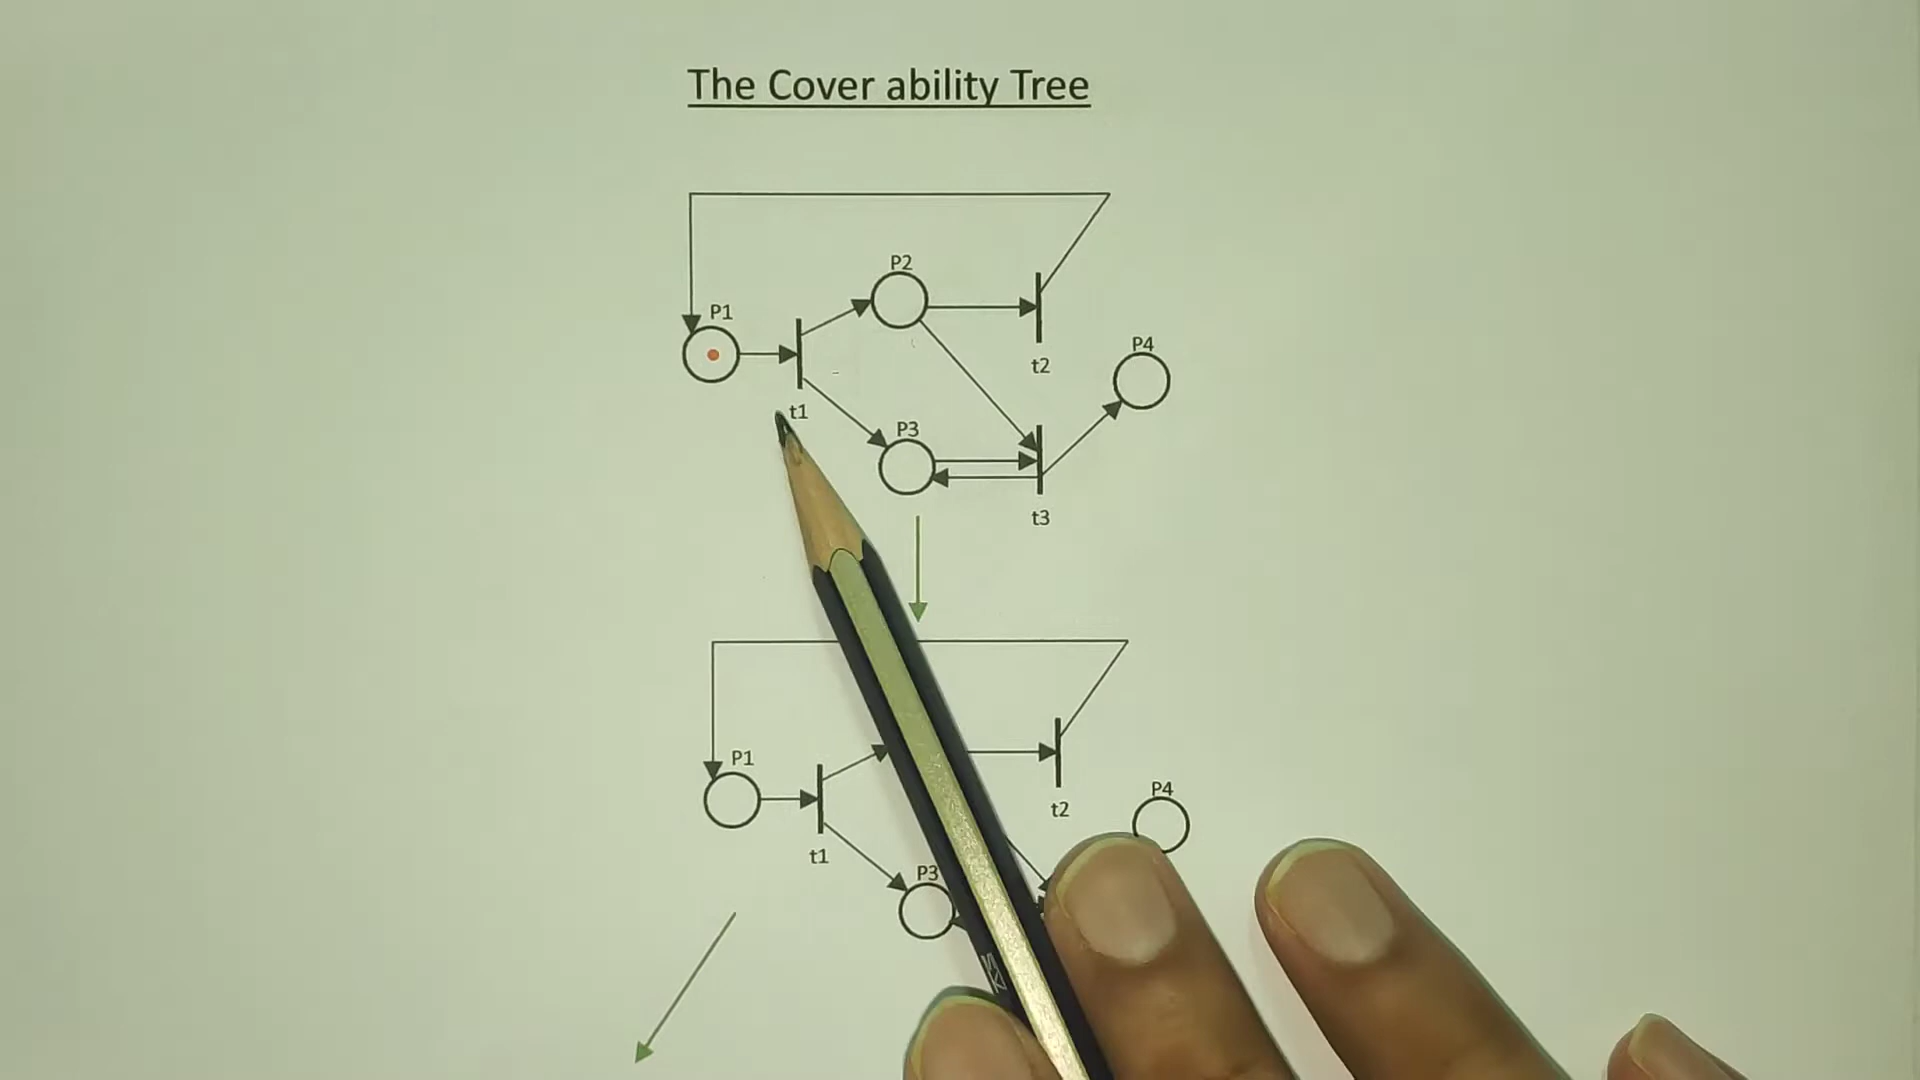 The Cover ability Tree
P2
P1
P4
t2
t1
P3
t3
P1
P4
t2
t1
P3